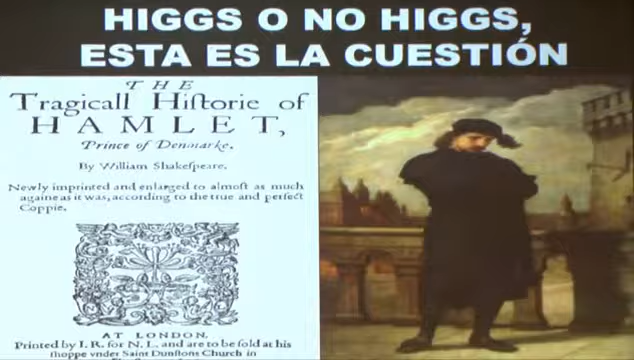 HIGGS O NO HIGGS,
ESTA ES LA CUESTIÓN
THE
Tragicall Hiſtorie of
HAMLET,
Prince of Denmarke.
By William Shakeſpeare.
Newly imprinted and enlarged to almoſt as much
againe as it was, according to the true and perfect
Coppie.
AT LONDON,
Printed by I. R. for N. L. and are to be ſold at his
ſhoppe vnder Saint Dunſtons Church in